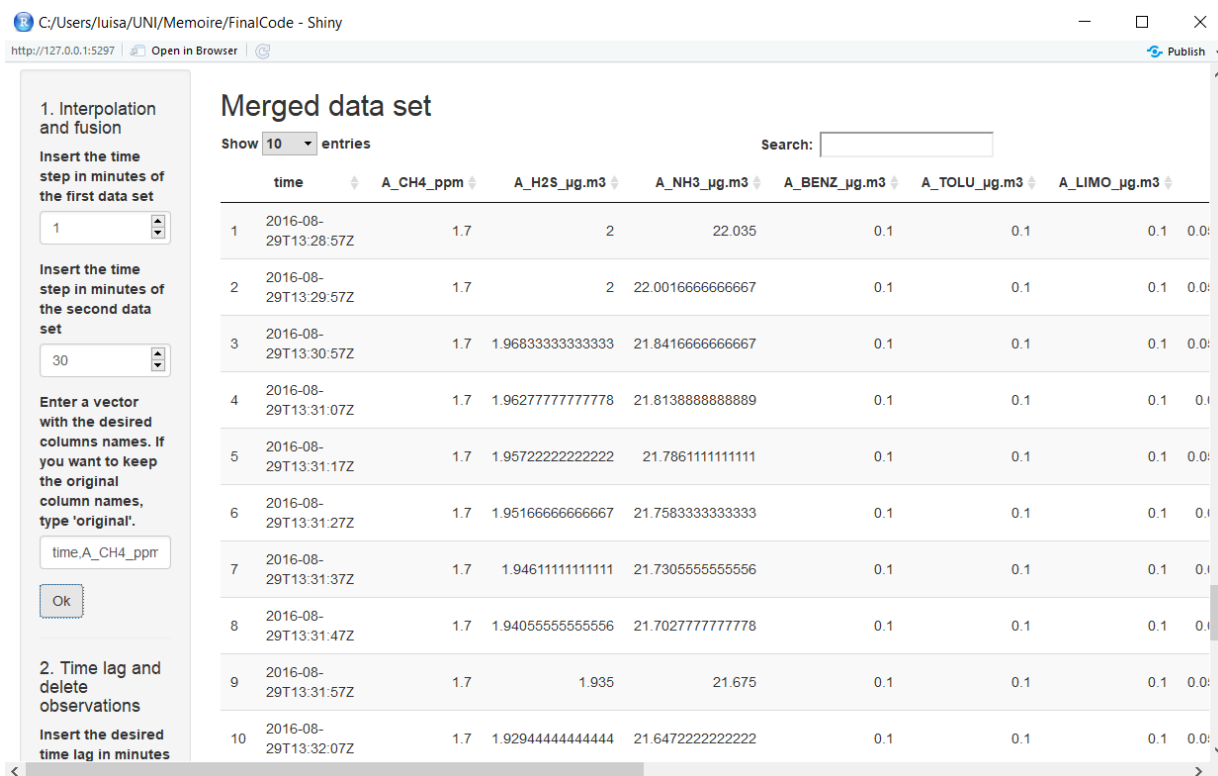 C:/Users/luisa/UNI/Memoire/FinalCode - Shiny
http://127.0.0.1:5297 Open in Browser Publish
1. Interpolation
and fusion
Insert the time
step in minutes of
the first data set
1
Insert the time
step in minutes of
the second data
set
30
Enter a vector
with the desired
columns names. If
you want to keep
the original
column names,
type 'original'.
time,A_CH4_ppm
Ok
2. Time lag and
delete
observations
Insert the desired
time lag in minutes
Merged data set
Show 10 entries Search:
time A_CH4_ppm A_H2S_µg.m3 A_NH3_µg.m3 A_BENZ_µg.m3 A_TOLU_µg.m3 A_LIMO_µg.m3
1 2016-08-
29T13:28:57Z 1.7 2 22.035 0.1 0.1 0.1
2 2016-08-
29T13:29:57Z 1.7 2 22.0016666666667 0.1 0.1 0.1
3 2016-08-
29T13:30:57Z 1.7 1.96833333333333 21.8416666666667 0.1 0.1 0.1
4 2016-08-
29T13:31:07Z 1.7 1.96277777777778 21.8138888888889 0.1 0.1 0.1
5 2016-08-
29T13:31:17Z 1.7 1.95722222222222 21.7861111111111 0.1 0.1 0.1
6 2016-08-
29T13:31:27Z 1.7 1.95166666666667 21.7583333333333 0.1 0.1 0.1
7 2016-08-
29T13:31:37Z 1.7 1.94611111111111 21.7305555555556 0.1 0.1 0.1
8 2016-08-
29T13:31:47Z 1.7 1.94055555555556 21.7027777777778 0.1 0.1 0.1
9 2016-08-
29T13:31:57Z 1.7 1.935 21.675 0.1 0.1 0.1
10 2016-08-
29T13:32:07Z 1.7 1.92944444444444 21.6472222222222 0.1 0.1 0.1